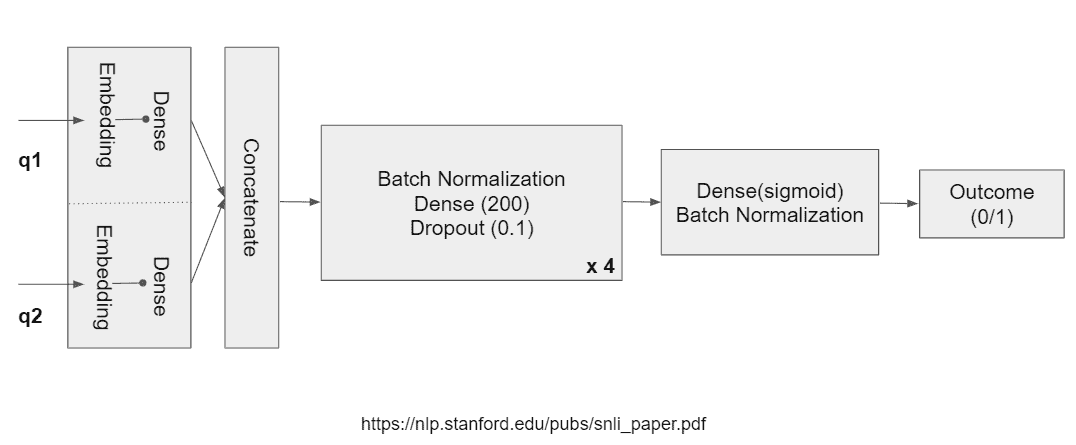 q1
Embedding
Dense
q2
Embedding
Dense
Concatenate
Batch Normalization
Dense (200)
Dropout (0.1)
x 4
Dense(sigmoid)
Batch Normalization
Outcome
(0/1)
https://nlp.stanford.edu/pubs/snli_paper.pdf